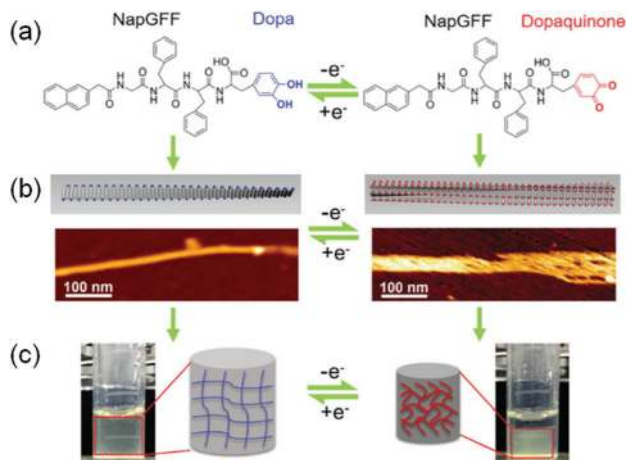 (a)
NapGFF Dopa
NapGFF Dopaquinone
O H N O N H O H N O N H O HO OH OH
−e⁻
+e⁻
O H N O N H O H N O N H O HO O O
(b)
−e⁻
+e⁻
100 nm
100 nm
(c)
−e⁻
+e⁻